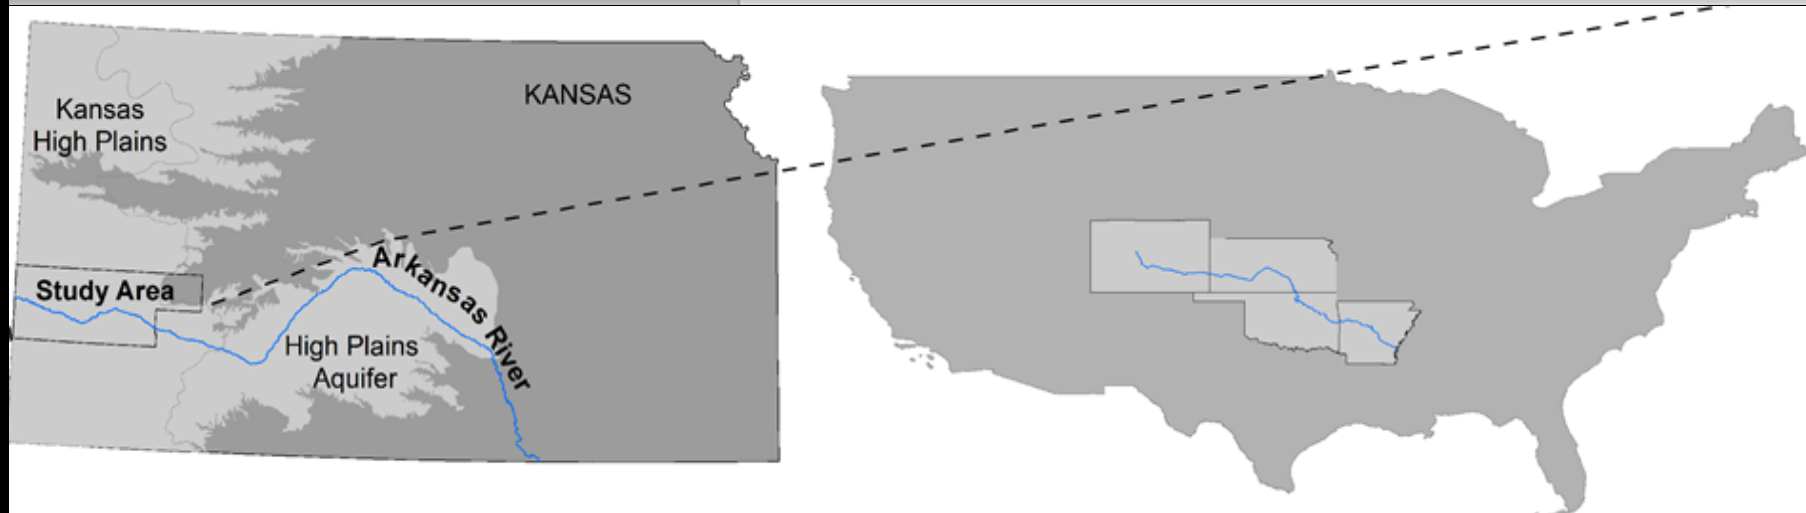 KANSAS
Kansas
High Plains
Study Area
Arkansas River
High Plains
Aquifer